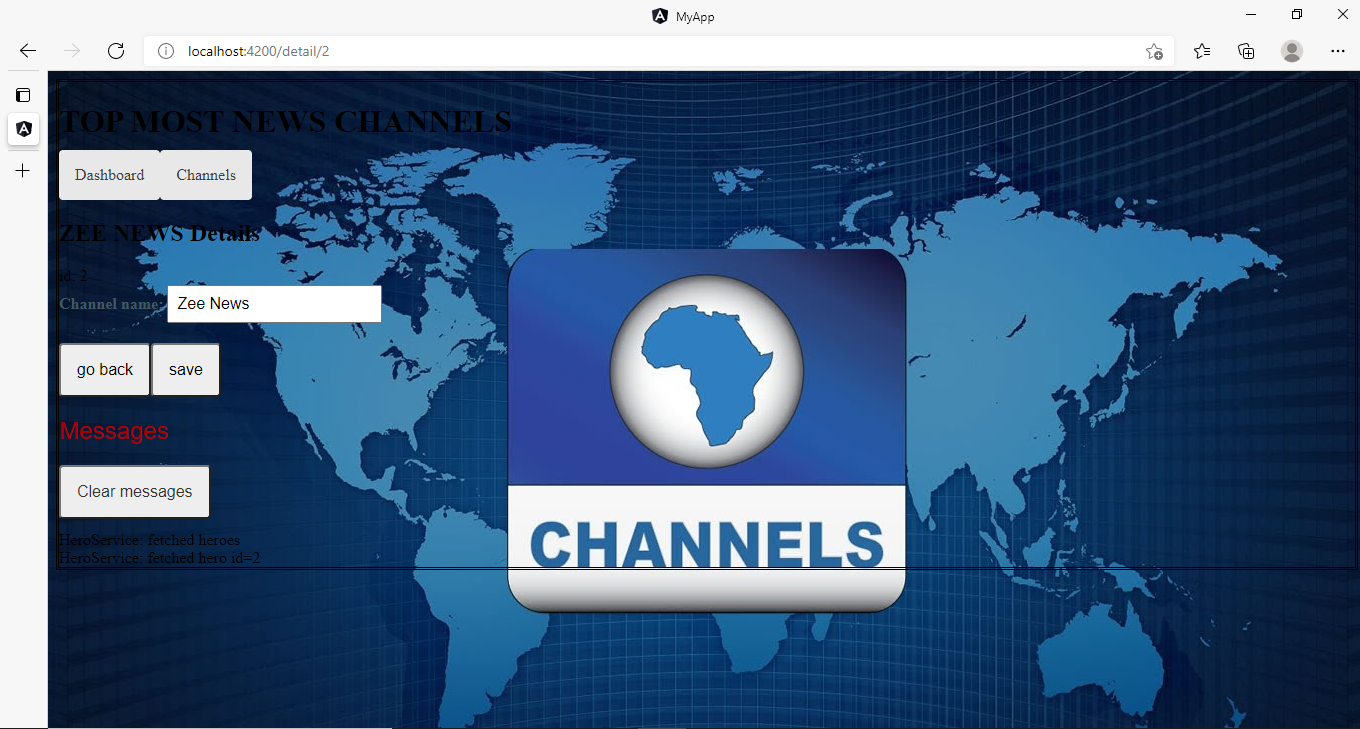 MyApp
localhost:4200/detail/2
TOP MOST NEWS CHANNELS
Dashboard Channels
ZEE NEWS Details
id: 2
Channel name: Zee News
go back save
Messages
Clear messages
HeroService: fetched heroes
HeroService: fetched hero id=2
CHANNELS